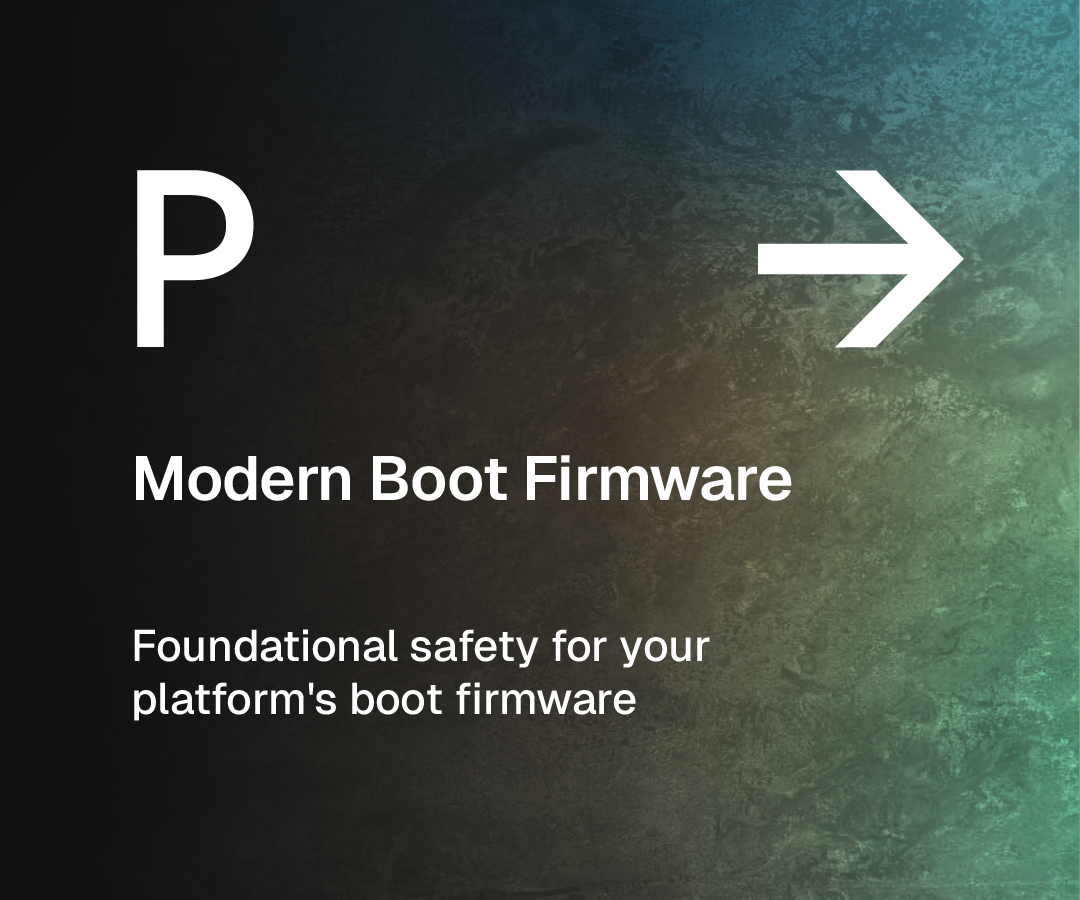 P →
Modern Boot Firmware
Foundational safety for your
platform's boot firmware